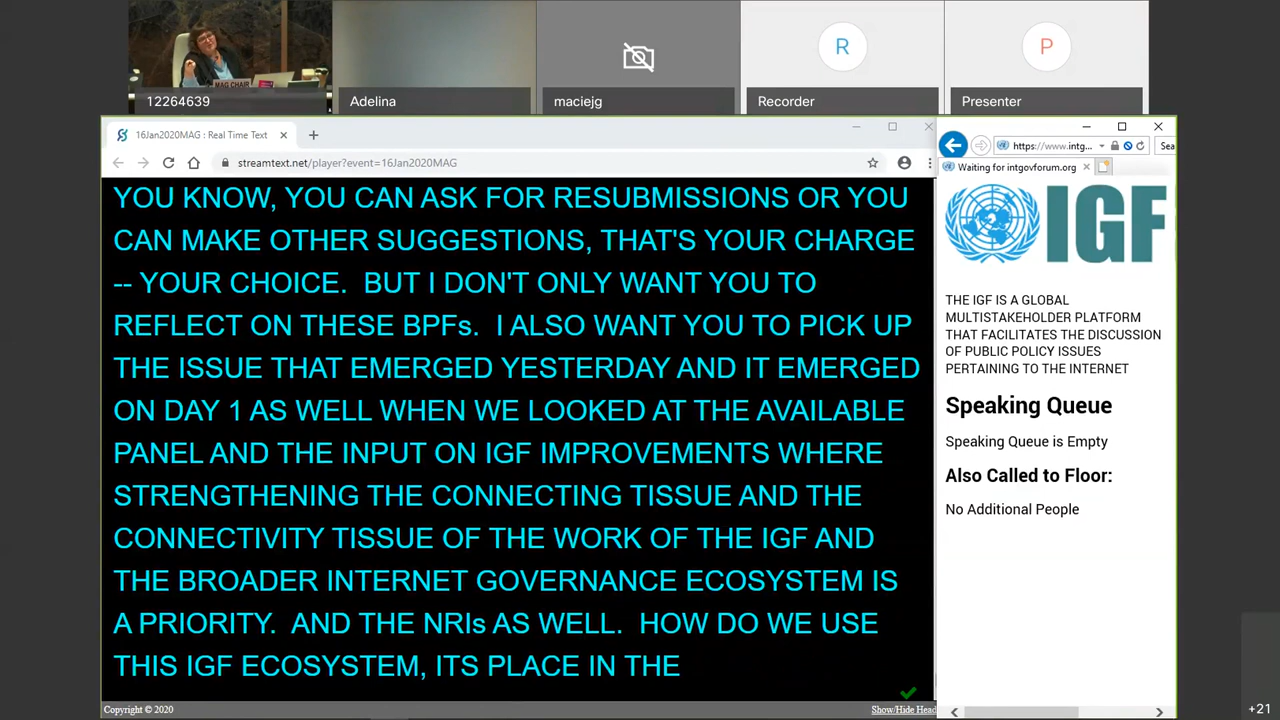 MAG CHAIR
12264639
Adelina
maciejg
R
Recorder
P
Presenter
16Jan2020MAG : Real Time Text
streamtext.net/player?event=16Jan2020MAG
YOU KNOW, YOU CAN ASK FOR RESUBMISSIONS OR YOU
CAN MAKE OTHER SUGGESTIONS, THAT'S YOUR CHARGE
-- YOUR CHOICE. BUT I DON'T ONLY WANT YOU TO
REFLECT ON THESE BPFs. I ALSO WANT YOU TO PICK UP
THE ISSUE THAT EMERGED YESTERDAY AND IT EMERGED
ON DAY 1 AS WELL WHEN WE LOOKED AT THE AVAILABLE
PANEL AND THE INPUT ON IGF IMPROVEMENTS WHERE
STRENGTHENING THE CONNECTING TISSUE AND THE
CONNECTIVITY TISSUE OF THE WORK OF THE IGF AND
THE BROADER INTERNET GOVERNANCE ECOSYSTEM IS
A PRIORITY. AND THE NRIs AS WELL. HOW DO WE USE
THIS IGF ECOSYSTEM, ITS PLACE IN THE
Copyright © 2020
Show/Hide Head
https://www.intg...
Sea
Waiting for intgovforum.org
IGF
THE IGF IS A GLOBAL
MULTISTAKEHOLDER PLATFORM
THAT FACILITATES THE DISCUSSION
OF PUBLIC POLICY ISSUES
PERTAINING TO THE INTERNET
Speaking Queue
Speaking Queue is Empty
Also Called to Floor:
No Additional People
+21